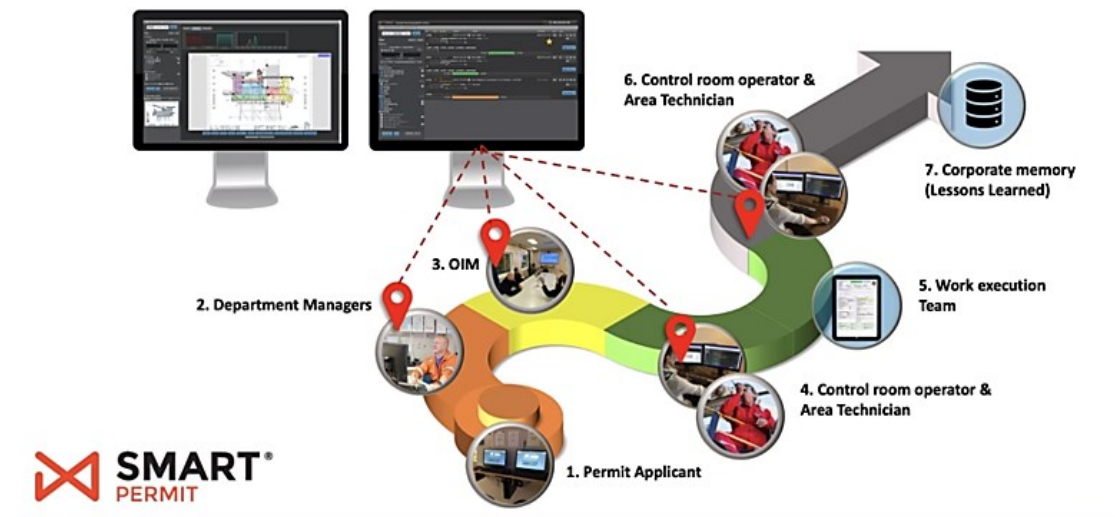 6. Control room operator &
Area Technician
7. Corporate memory
(Lessons Learned)
3. OIM
2. Department Managers
5. Work execution
Team
4. Control room operator &
Area Technician
1. Permit Applicant
SMART®
PERMIT